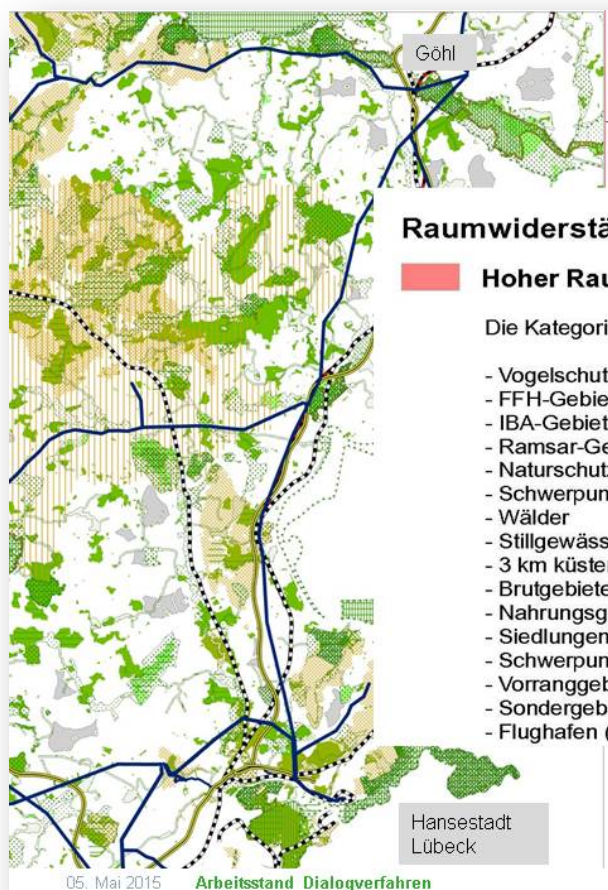 Göhl
Raumwiderstä
Hoher Rau
Die Kategori
- Vogelschut
- FFH-Gebie
- IBA-Gebiet
- Ramsar-Ge
- Naturschut
- Schwerpun
- Wälder
- Stillgewäss
- 3 km küster
- Brutgebiete
- Nahrungsg
- Siedlungen
- Schwerpun
- Vorranggeb
- Sondergeb
- Flughafen (
Hansestadt
Lübeck
05. Mai 2015 Arbeitsstand Dialogverfahren